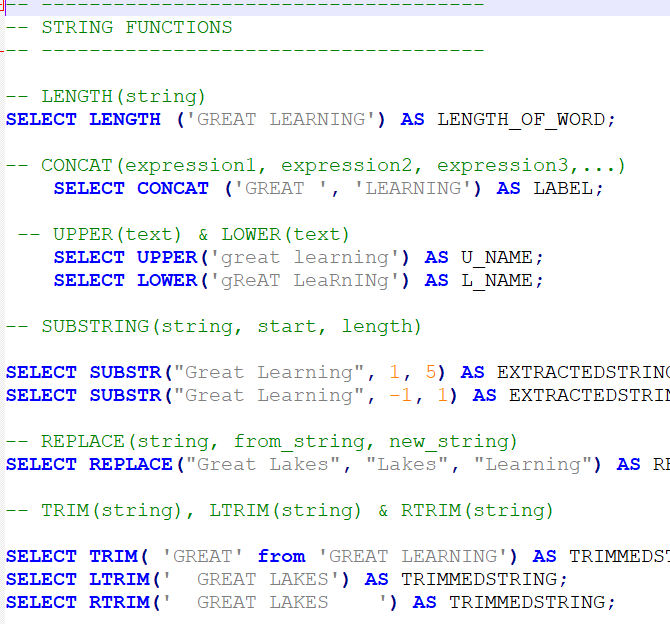 -- -------------------------------------
-- STRING FUNCTIONS
-- -------------------------------------
-- LENGTH(string)
SELECT LENGTH ('GREAT LEARNING') AS LENGTH_OF_WORD;
-- CONCAT(expression1, expression2, expression3,...)
SELECT CONCAT ('GREAT ', 'LEARNING') AS LABEL;
-- UPPER(text) & LOWER(text)
SELECT UPPER('great learning') AS U_NAME;
SELECT LOWER('gReAT LeaRnINg') AS L_NAME;
-- SUBSTRING(string, start, length)
SELECT SUBSTR("Great Learning", 1, 5) AS EXTRACTEDSTRING
SELECT SUBSTR("Great Learning", -1, 1) AS EXTRACTEDSTRIN
-- REPLACE(string, from_string, new_string)
SELECT REPLACE("Great Lakes", "Lakes", "Learning") AS RE
-- TRIM(string), LTRIM(string) & RTRIM(string)
SELECT TRIM( 'GREAT' from 'GREAT LEARNING') AS TRIMMEDST
SELECT LTRIM('  GREAT LAKES') AS TRIMMEDSTRING;
SELECT RTRIM('  GREAT LAKES    ') AS TRIMMEDSTRING;